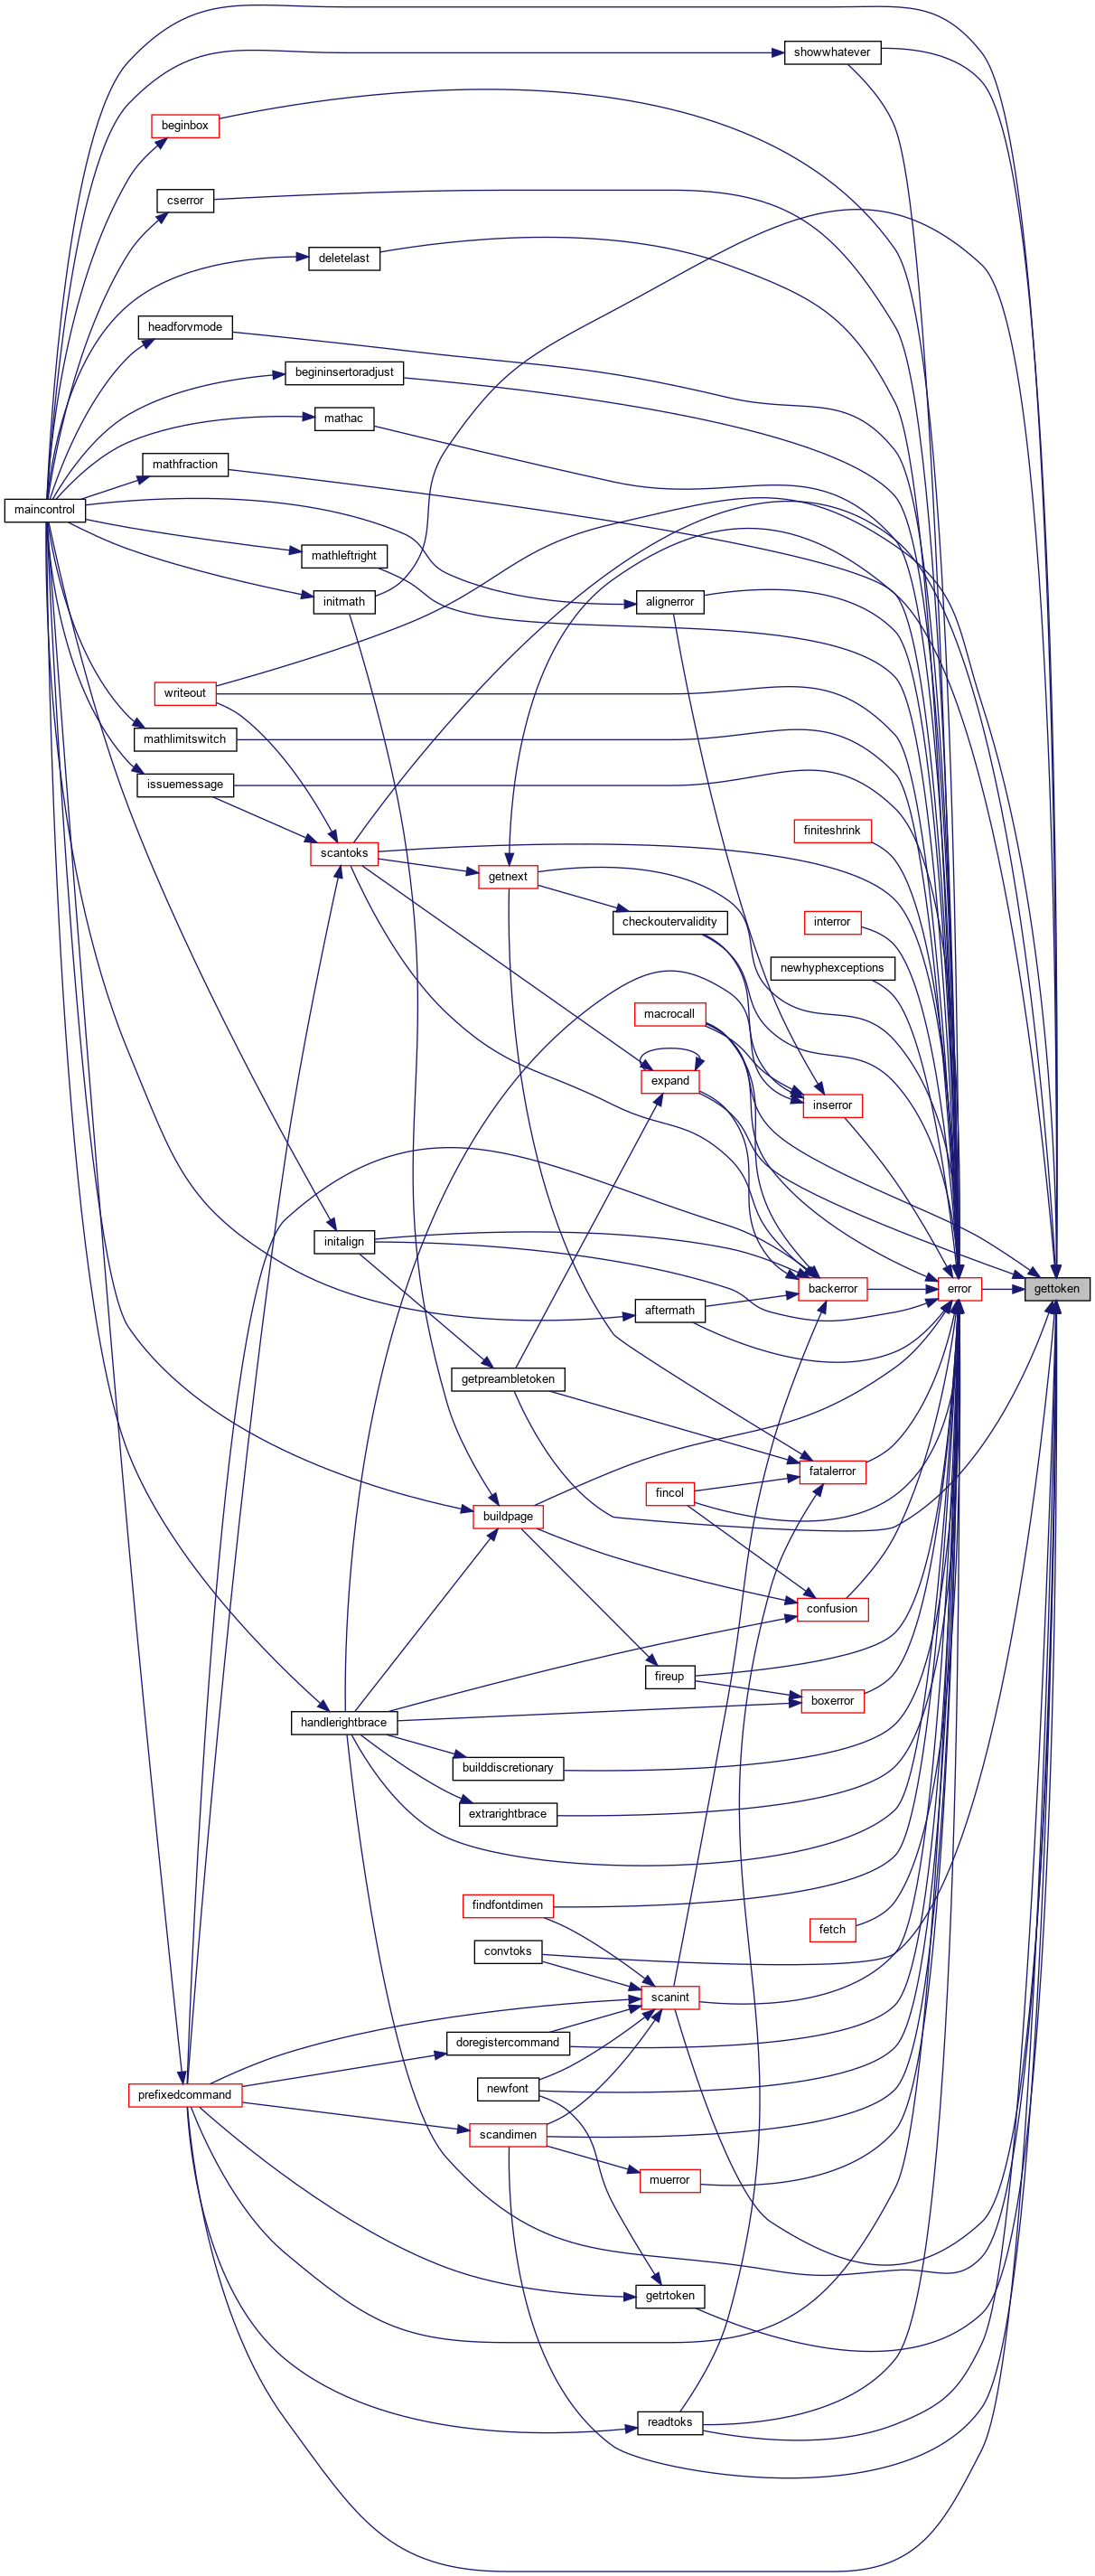 showwhatever
beginbox
cserror
deletelast
headforvmode
begininsertoradjust
mathac
mathfraction
maincontrol
mathleftright
initmath
alignerror
writeout
mathlimitswitch
issuemessage
finiteshrink
scantoks
getnext
checkoutervalidity
interror
newhyphexceptions
macrocall
expand
inserror
initalign
backerror
error
gettoken
aftermath
getpreambletoken
fatalerror
fincol
buildpage
confusion
fireup
boxerror
handlerightbrace
builddiscretionary
extrarightbrace
findfontdimen
fetch
convtoks
scanint
doregistercommand
newfont
prefixedcommand
scandimen
muerror
getrtoken
readtoks